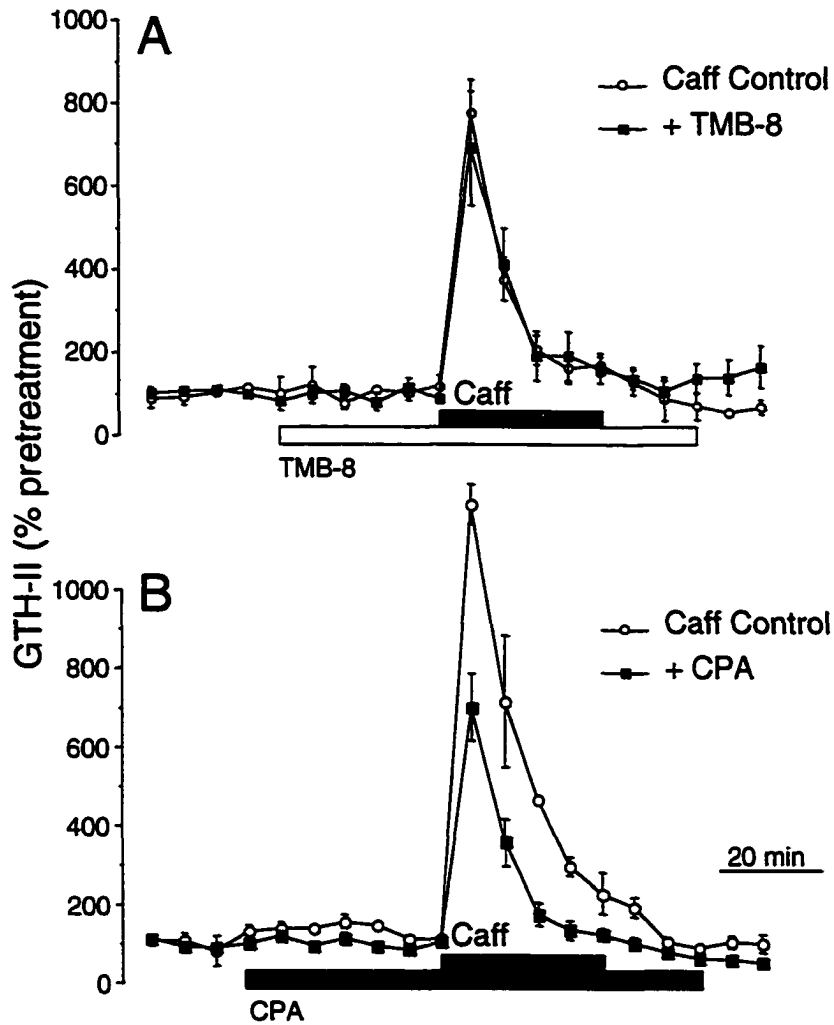 A
1000
800
600
400
200
0
Caff Control
+ TMB-8
Caff
TMB-8
GTH-II (% pretreatment)
B
1000
800
600
400
200
0
Caff Control
+ CPA
20 min
Caff
CPA